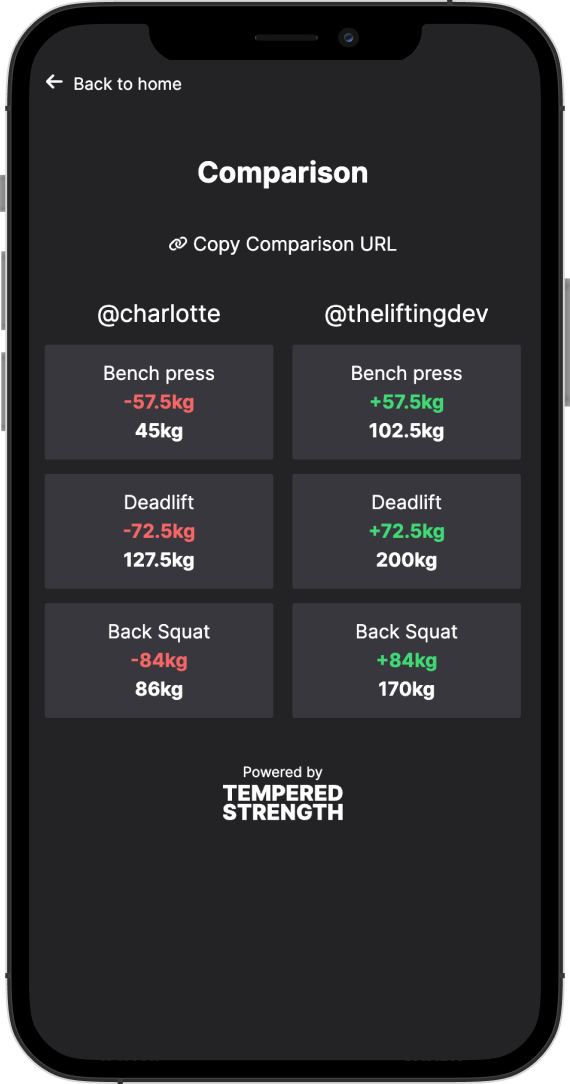 Back to home
Comparison
Copy Comparison URL
@charlotte
@theliftingdev
Bench press
-57.5kg
45kg
Bench press
+57.5kg
102.5kg
Deadlift
-72.5kg
127.5kg
Deadlift
+72.5kg
200kg
Back Squat
-84kg
86kg
Back Squat
+84kg
170kg
Powered by
TEMPERED
STRENGTH